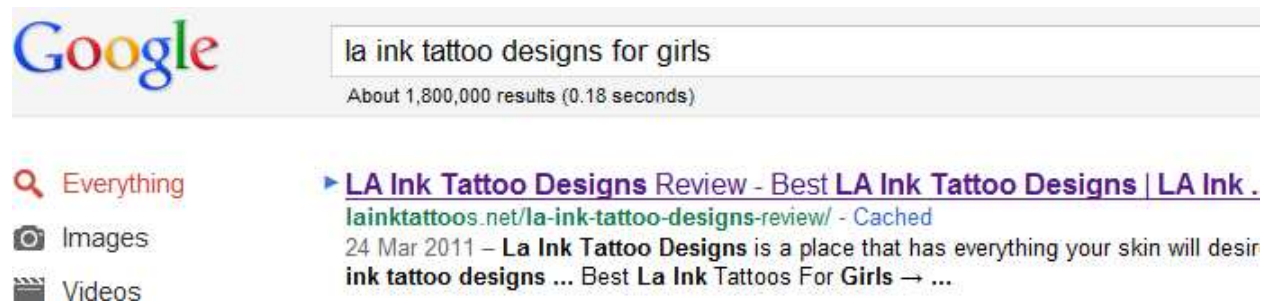 Google
la ink tattoo designs for girls
About 1,800,000 results (0.18 seconds)
Everything
Images
Videos
LA Ink Tattoo Designs Review - Best LA Ink Tattoo Designs | LA Ink .
lainktattoos.net/la-ink-tattoo-designs-review/ - Cached
24 Mar 2011 – La Ink Tattoo Designs is a place that has everything your skin will desir
ink tattoo designs ... Best La Ink Tattoos For Girls → ...